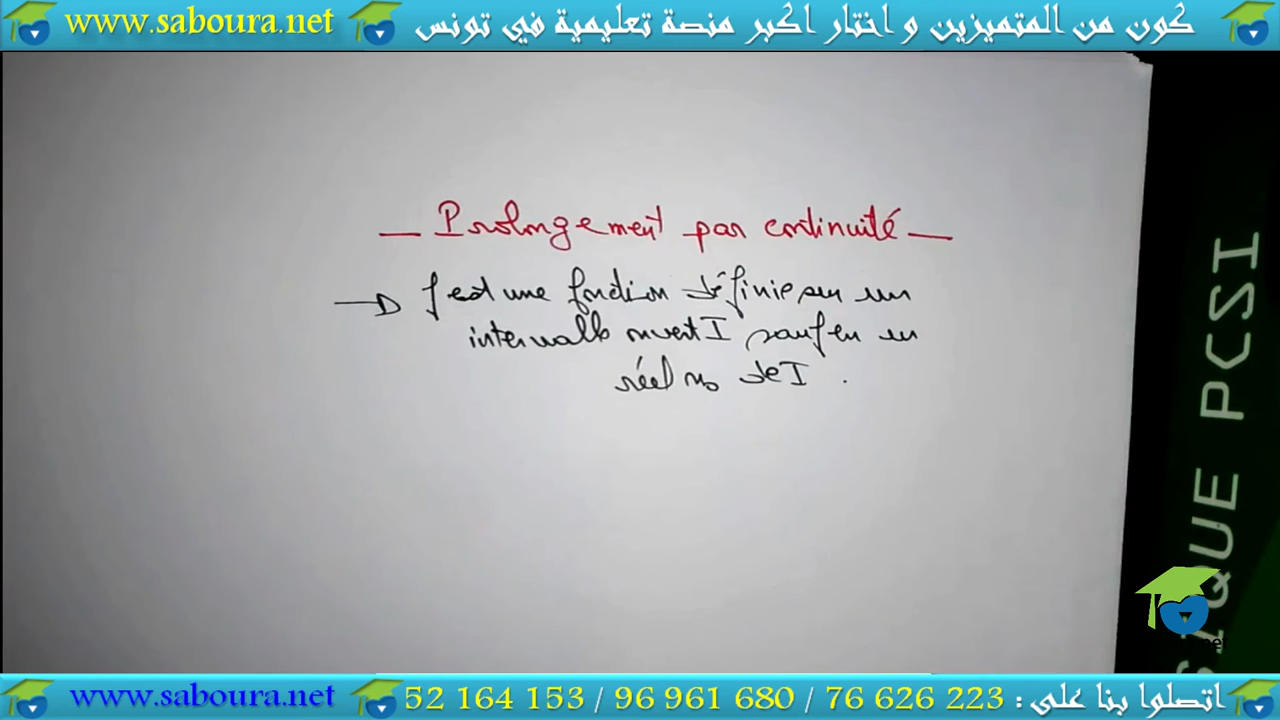 www.saboura.net
كون من المتميزين و اختار اكبر منصة تعليمية في تونس
— Prolongement par continuité —
→ f est une fonction définie sur un
intervalle ouvert I sauf en un
réel x₀ de I .
SIQUE PCSI
www.saboura.net
52 164 153 / 96 961 680 / 76 626 223 : اتصلوا بنا على